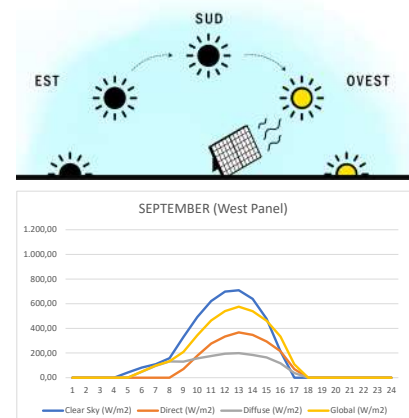 SUD
EST
OVEST
SEPTEMBER (West Panel)
1.200,00
1.000,00
800,00
600,00
400,00
200,00
0,00
1 2 3 4 5 6 7 8 9 10 11 12 13 14 15 16 17 18 19 20 21 22 23 24
Clear Sky (W/m2) Direct (W/m2) Diffuse (W/m2) Global (W/m2)